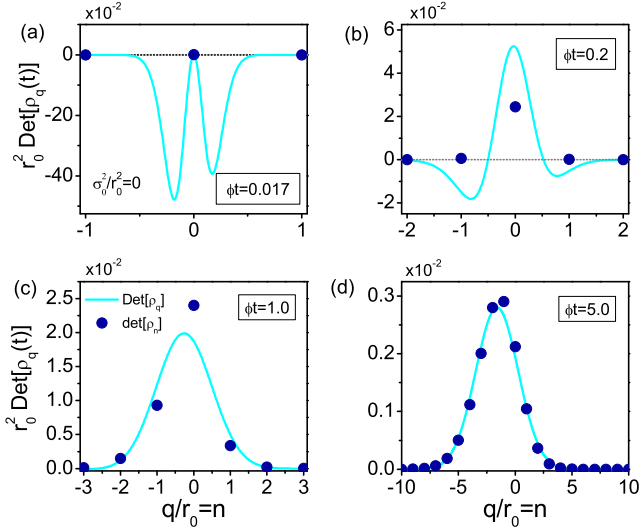 x10⁻²
(a)
0
-20
-40
-1
0
1
σ₀²/r₀²=0
ϕt=0.017
r₀² Det[ρ_q(t)]
x10⁻²
(b)
6
4
2
0
-2
-2
-1
0
1
2
ϕt=0.2
x10⁻²
(c)
2.5
2.0
1.5
1.0
0.5
0.0
-3
-2
-1
0
1
2
3
Det[ρ_q]
det[ρ_n]
ϕt=1.0
r₀² Det[ρ_q(t)]
q/r₀=n
x10⁻²
(d)
0.3
0.2
0.1
0.0
-10
-5
0
5
10
ϕt=5.0
q/r₀=n